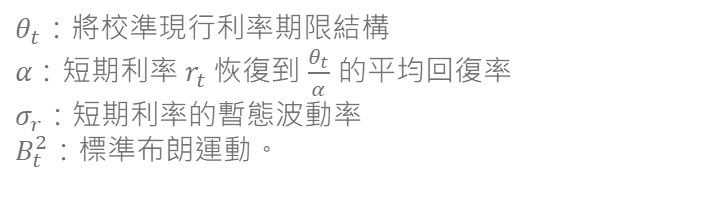 θ_t：將校準現行利率期限結構
α：短期利率 r_t 恢復到 θ_t/α 的平均回復率
σ_r：短期利率的暫態波動率
B_t^2：標準布朗運動。